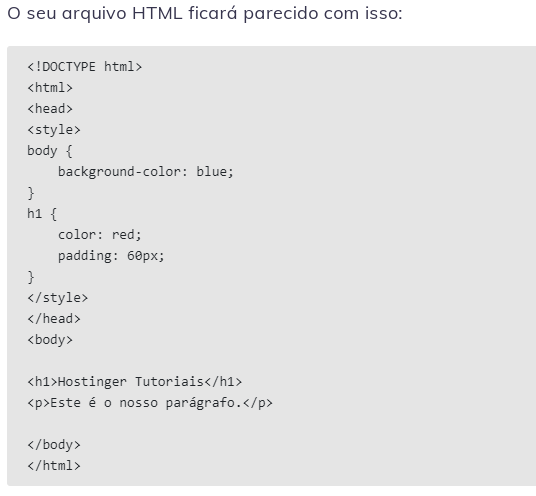 O seu arquivo HTML ficará parecido com isso:
<!DOCTYPE html>
<html>
<head>
<style>
body {
    background-color: blue;
}
h1 {
    color: red;
    padding: 60px;
}
</style>
</head>
<body>

<h1>Hostinger Tutoriais</h1>
<p>Este é o nosso parágrafo.</p>

</body>
</html>